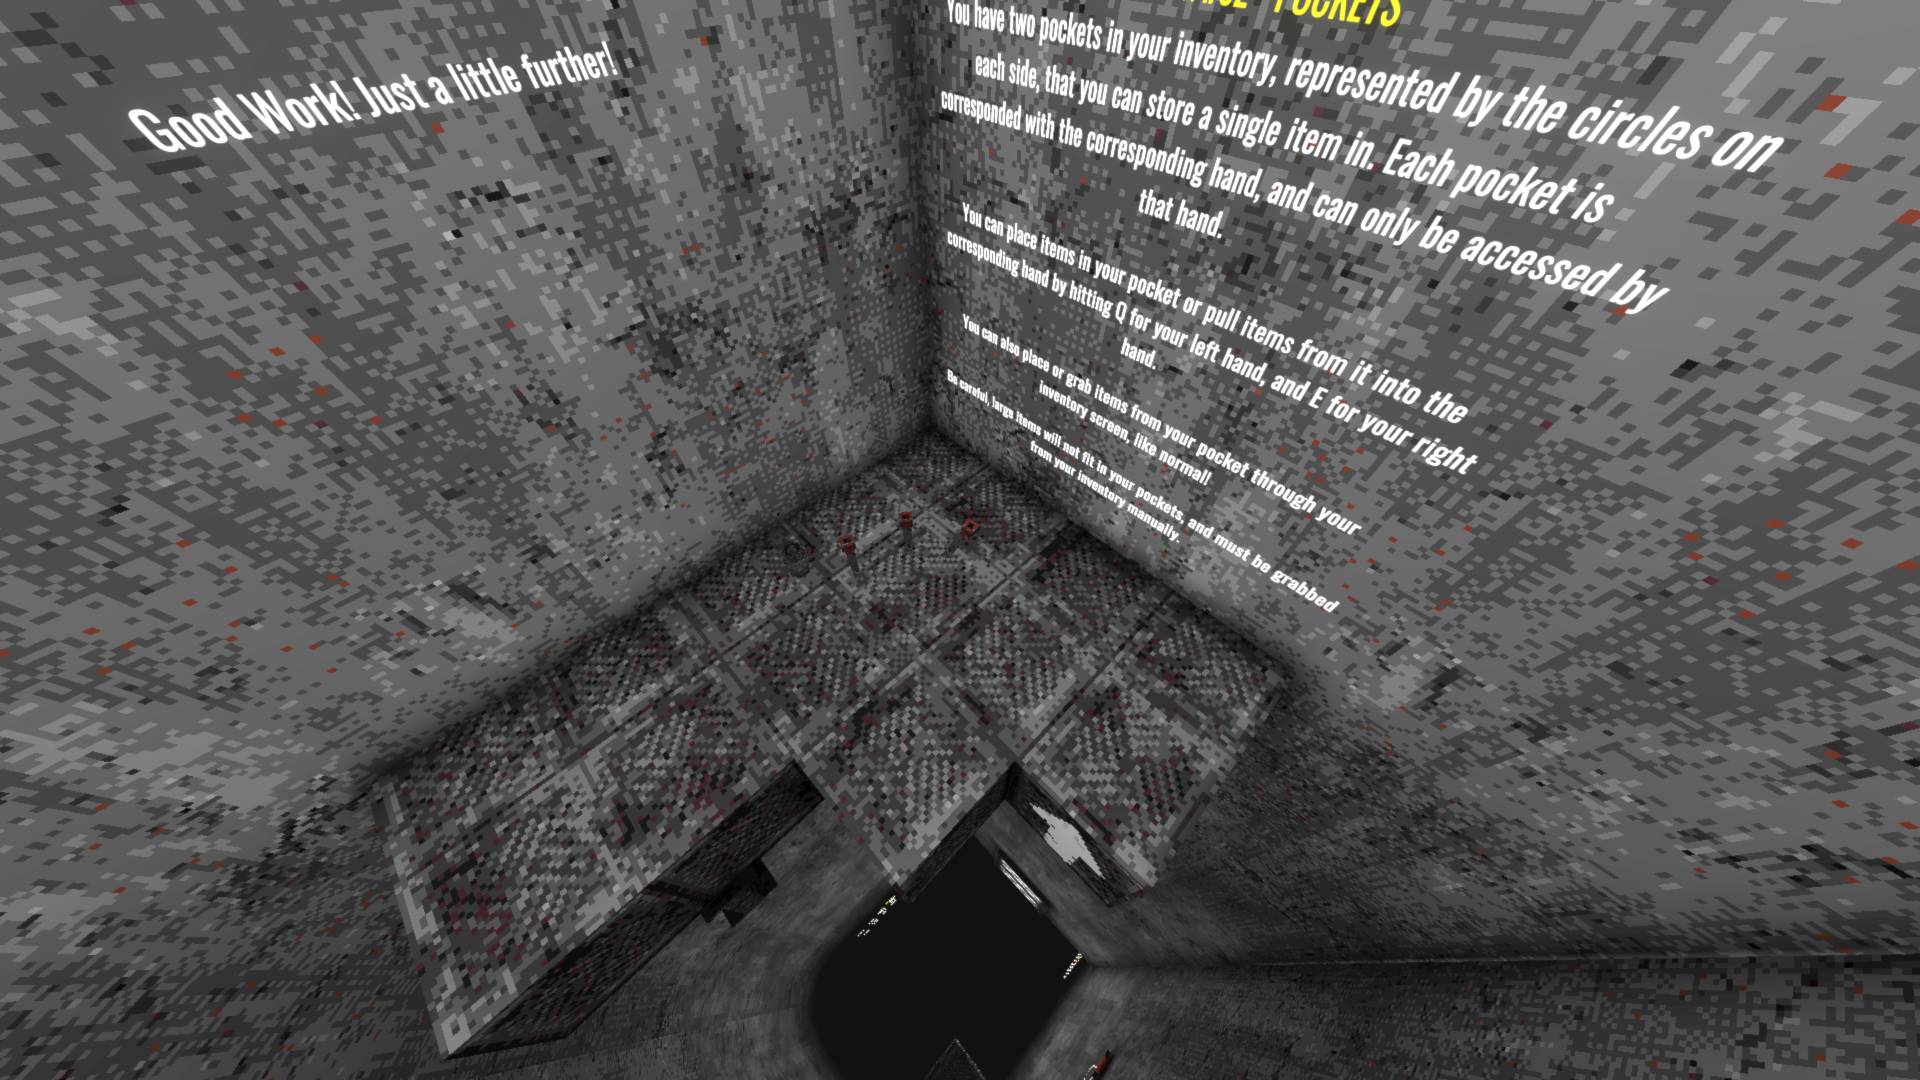 Good Work! Just a little further!
POCKETS
You have two pockets in your inventory, represented by the circles on
each side, that you can store a single item in. Each pocket is
corresponded with the corresponding hand, and can only be accessed by
that hand.
You can place items in your pocket or pull items from it into the
corresponding hand by hitting Q for your left hand, and E for your right
hand.
You can also place or grab items from your pocket through your
inventory screen, like normal!
Be careful, large items will not fit in your pockets, and must be grabbed
from your inventory manually.